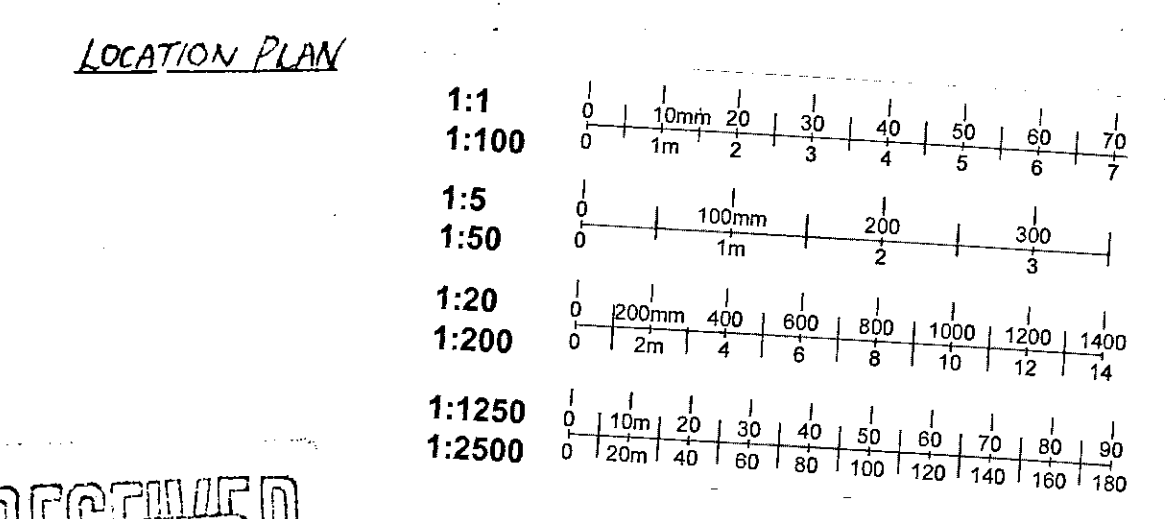 LOCATION PLAN
1:1 0 10mm 20 30 40 50 60 70
1:100 0 1m 2 3 4 5 6 7
1:5 0 100mm 200 300
1:50 0 1m 2 3
1:20 0 200mm 400 600 800 1000 1200 1400
1:200 0 2m 4 6 8 10 12 14
1:1250 0 10m 20 30 40 50 60 70 80 90
1:2500 0 20m 40 60 80 100 120 140 160 180
RECEIVED